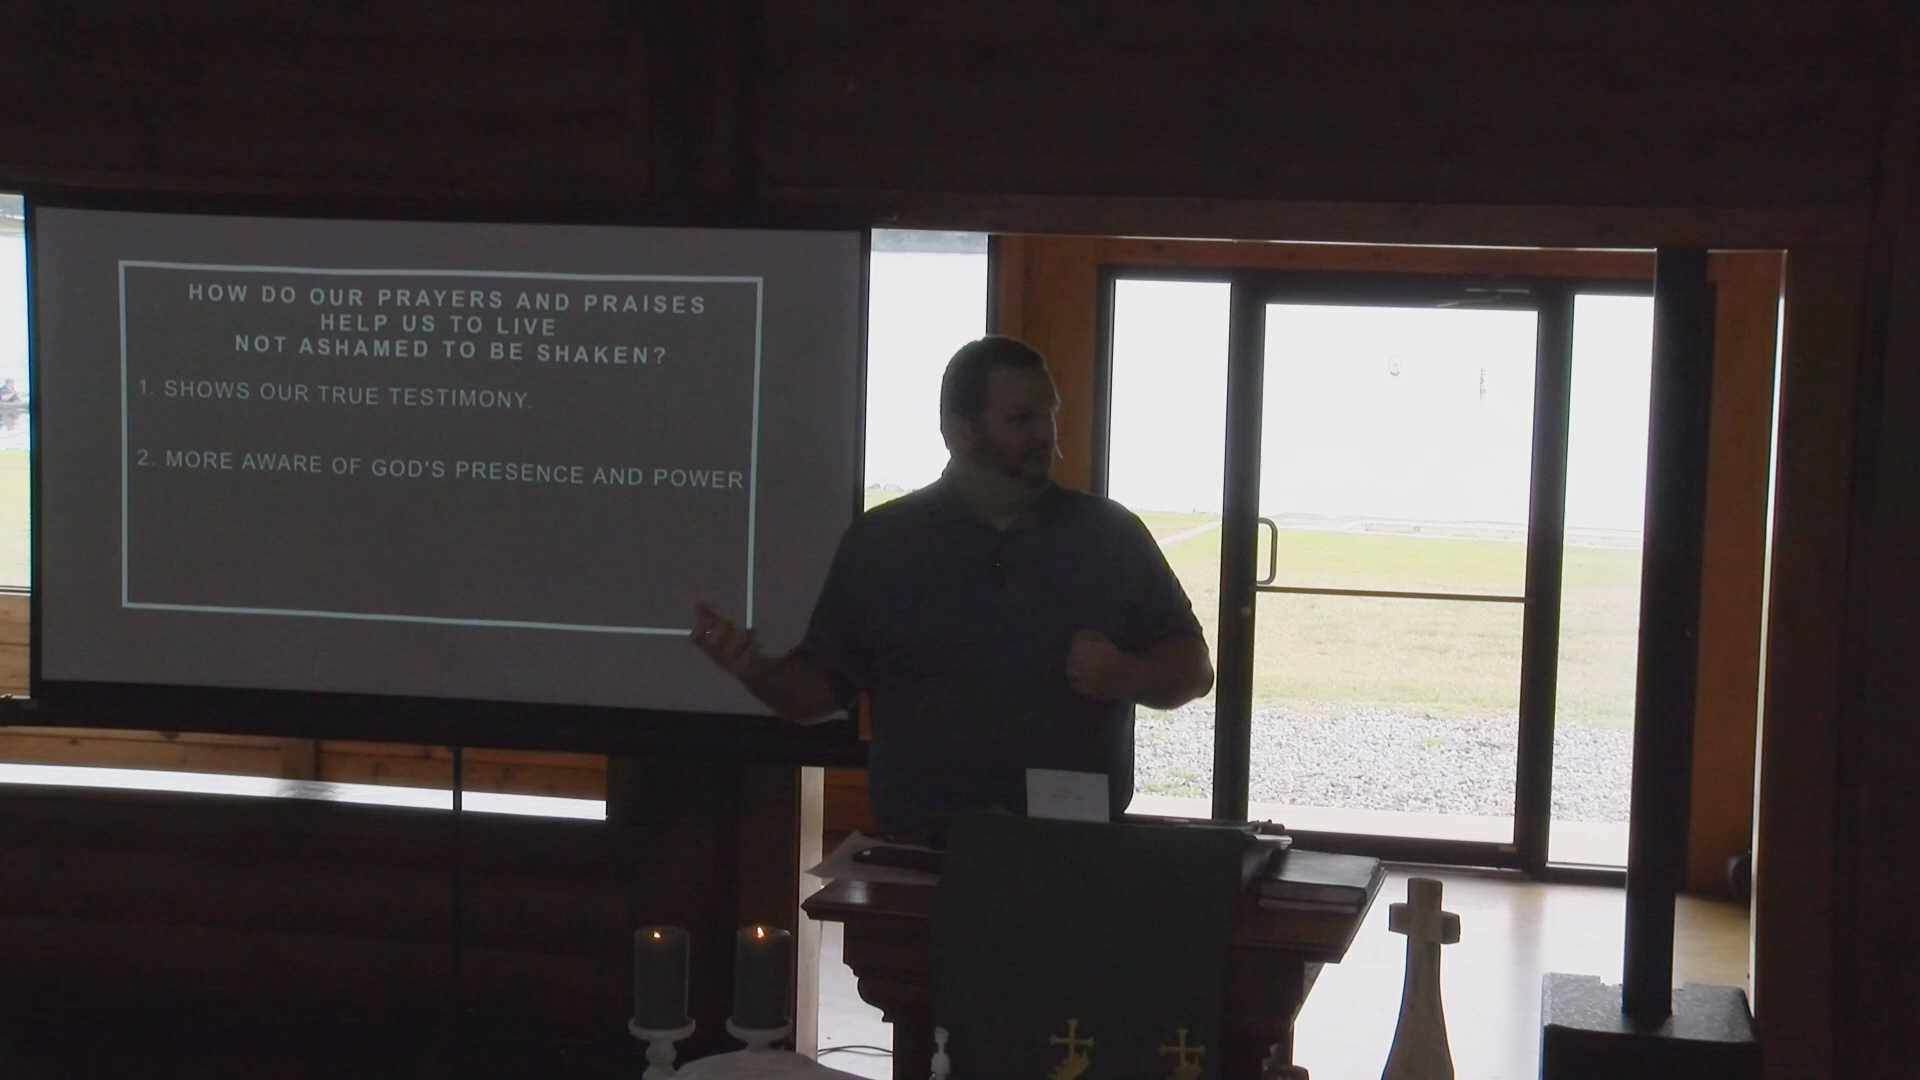 HOW DO OUR PRAYERS AND PRAISES
HELP US TO LIVE
NOT ASHAMED TO BE SHAKEN?
1. SHOWS OUR TRUE TESTIMONY.
2. MORE AWARE OF GOD'S PRESENCE AND POWER